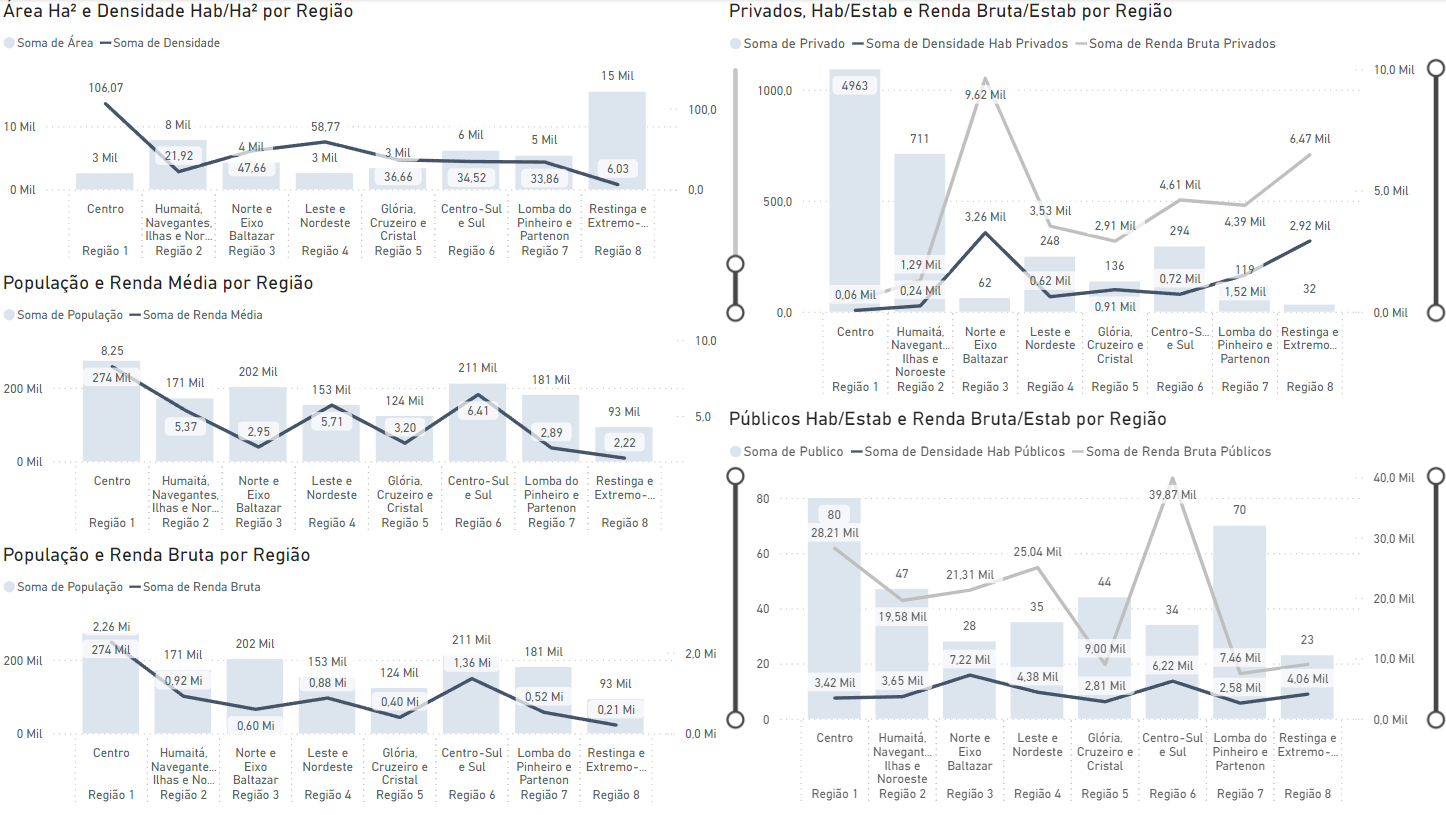 Área Ha² e Densidade Hab/Ha² por Região
Soma de Área Soma de Densidade
106,07
8 Mil
58,77
15 Mil
6 Mil
5 Mil
10 Mil
100,0
3 Mil
21,92
4 Mil
47,66
3 Mil
3 Mil
36,66
34,52
33,86
6,03
0 Mil
0,0
Centro
Humaitá,
Navegantes,
Ilhas e Nor...
Norte e
Eixo
Baltazar
Leste e
Nordeste
Glória,
Cruzeiro e
Cristal
Centro-Sul
e Sul
Lomba do
Pinheiro e
Partenon
Restinga e
Extremo-...
Região 1 Região 2 Região 3 Região 4 Região 5 Região 6 Região 7 Região 8
População e Renda Média por Região
Soma de População Soma de Renda Média
10,0
8,25
274 Mil
171 Mil
202 Mil
153 Mil
124 Mil
211 Mil
181 Mil
93 Mil
200 Mil
5,0
5,37
2,95
5,71
3,20
6,41
2,89
2,22
0 Mil
Centro
Humaitá,
Navegantes,
Ilhas e Nor...
Norte e
Eixo
Baltazar
Leste e
Nordeste
Glória,
Cruzeiro e
Cristal
Centro-Sul
e Sul
Lomba do
Pinheiro e
Partenon
Restinga e
Extremo-...
Região 1 Região 2 Região 3 Região 4 Região 5 Região 6 Região 7 Região 8
População e Renda Bruta por Região
Soma de População Soma de Renda Bruta
2,26 Mi
274 Mil
171 Mil
202 Mil
153 Mil
124 Mil
211 Mil
181 Mil
93 Mil
200 Mil
2,0 Mi
0,92 Mi
0,60 Mi
0,88 Mi
0,40 Mi
1,36 Mi
0,52 Mi
0,21 Mi
0 Mil
0,0 Mi
Centro
Humaitá,
Navegante...
Ilhas e No...
Norte e
Eixo
Baltazar
Leste e
Nordeste
Glória,
Cruzeiro e
Cristal
Centro-Sul
e Sul
Lomba do
Pinheiro e
Partenon
Restinga e
Extremo-...
Região 1 Região 2 Região 3 Região 4 Região 5 Região 6 Região 7 Região 8
Privados, Hab/Estab e Renda Bruta/Estab por Região
Soma de Privado Soma de Densidade Hab Privados Soma de Renda Bruta Privados
10,0 Mil
1000,0
4963
9,62 Mil
711
6,47 Mil
500,0
5,0 Mil
3,26 Mil
3,53 Mil
248
2,91 Mil
4,61 Mil
294
4,39 Mil
2,92 Mil
1,29 Mil
136
119
0,06 Mil
0,24 Mil
62
0,62 Mil
0,91 Mil
0,72 Mil
1,52 Mil
32
0,0
0,0 Mil
Centro
Humaitá,
Navegant...
Ilhas e
Noroeste
Norte e
Eixo
Baltazar
Leste e
Nordeste
Glória,
Cruzeiro e
Cristal
Centro-S...
e Sul
Lomba do
Pinheiro e
Partenon
Restinga e
Extremo...
Região 1 Região 2 Região 3 Região 4 Região 5 Região 6 Região 7 Região 8
Públicos Hab/Estab e Renda Bruta/Estab por Região
Soma de Publico Soma de Densidade Hab Públicos Soma de Renda Bruta Públicos
40,0 Mil
80
80
39,87 Mil
70
28,21 Mil
30,0 Mil
60
25,04 Mil
47
21,31 Mil
44
40
20,0 Mil
19,58 Mil
28
35
34
23
20
10,0 Mil
9,00 Mil
7,46 Mil
3,42 Mil
3,65 Mil
7,22 Mil
4,38 Mil
2,81 Mil
6,22 Mil
2,58 Mil
4,06 Mil
0
0,0 Mil
Centro
Humaitá,
Navegant...
Ilhas e
Noroeste
Norte e
Eixo
Baltazar
Leste e
Nordeste
Glória,
Cruzeiro e
Cristal
Centro-Sul
e Sul
Lomba do
Pinheiro e
Partenon
Restinga e
Extremo-...
Região 1 Região 2 Região 3 Região 4 Região 5 Região 6 Região 7 Região 8